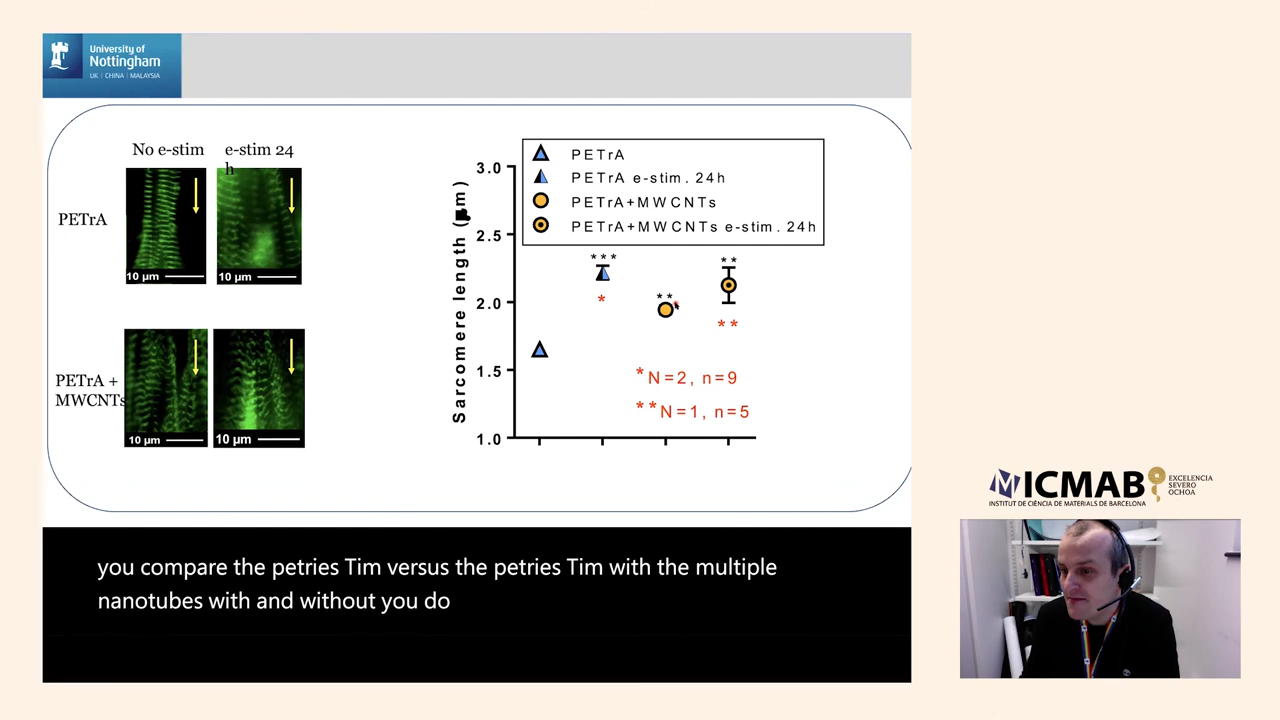 University of
Nottingham
UK | CHINA | MALAYSIA
No e-stim
e-stim 24
h
PETrA
10 µm
10 µm
PETrA +
MWCNTs
10 µm
10 µm
PETrA
PETrA e-stim. 24h
PETrA+MWCNTs
PETrA+MWCNTs e-stim. 24h
Sarcomere length (µm)
3.0
2.5
2.0
1.5
1.0
***
*
**
**
**
*N=2, n=9
**N=1, n=5
you compare the petries Tim versus the petries Tim with the multiple
nanotubes with and without you do
ICMAB
INSTITUT DE CIÈNCIA DE MATERIALS DE BARCELONA
EXCELENCIA
SEVERO
OCHOA